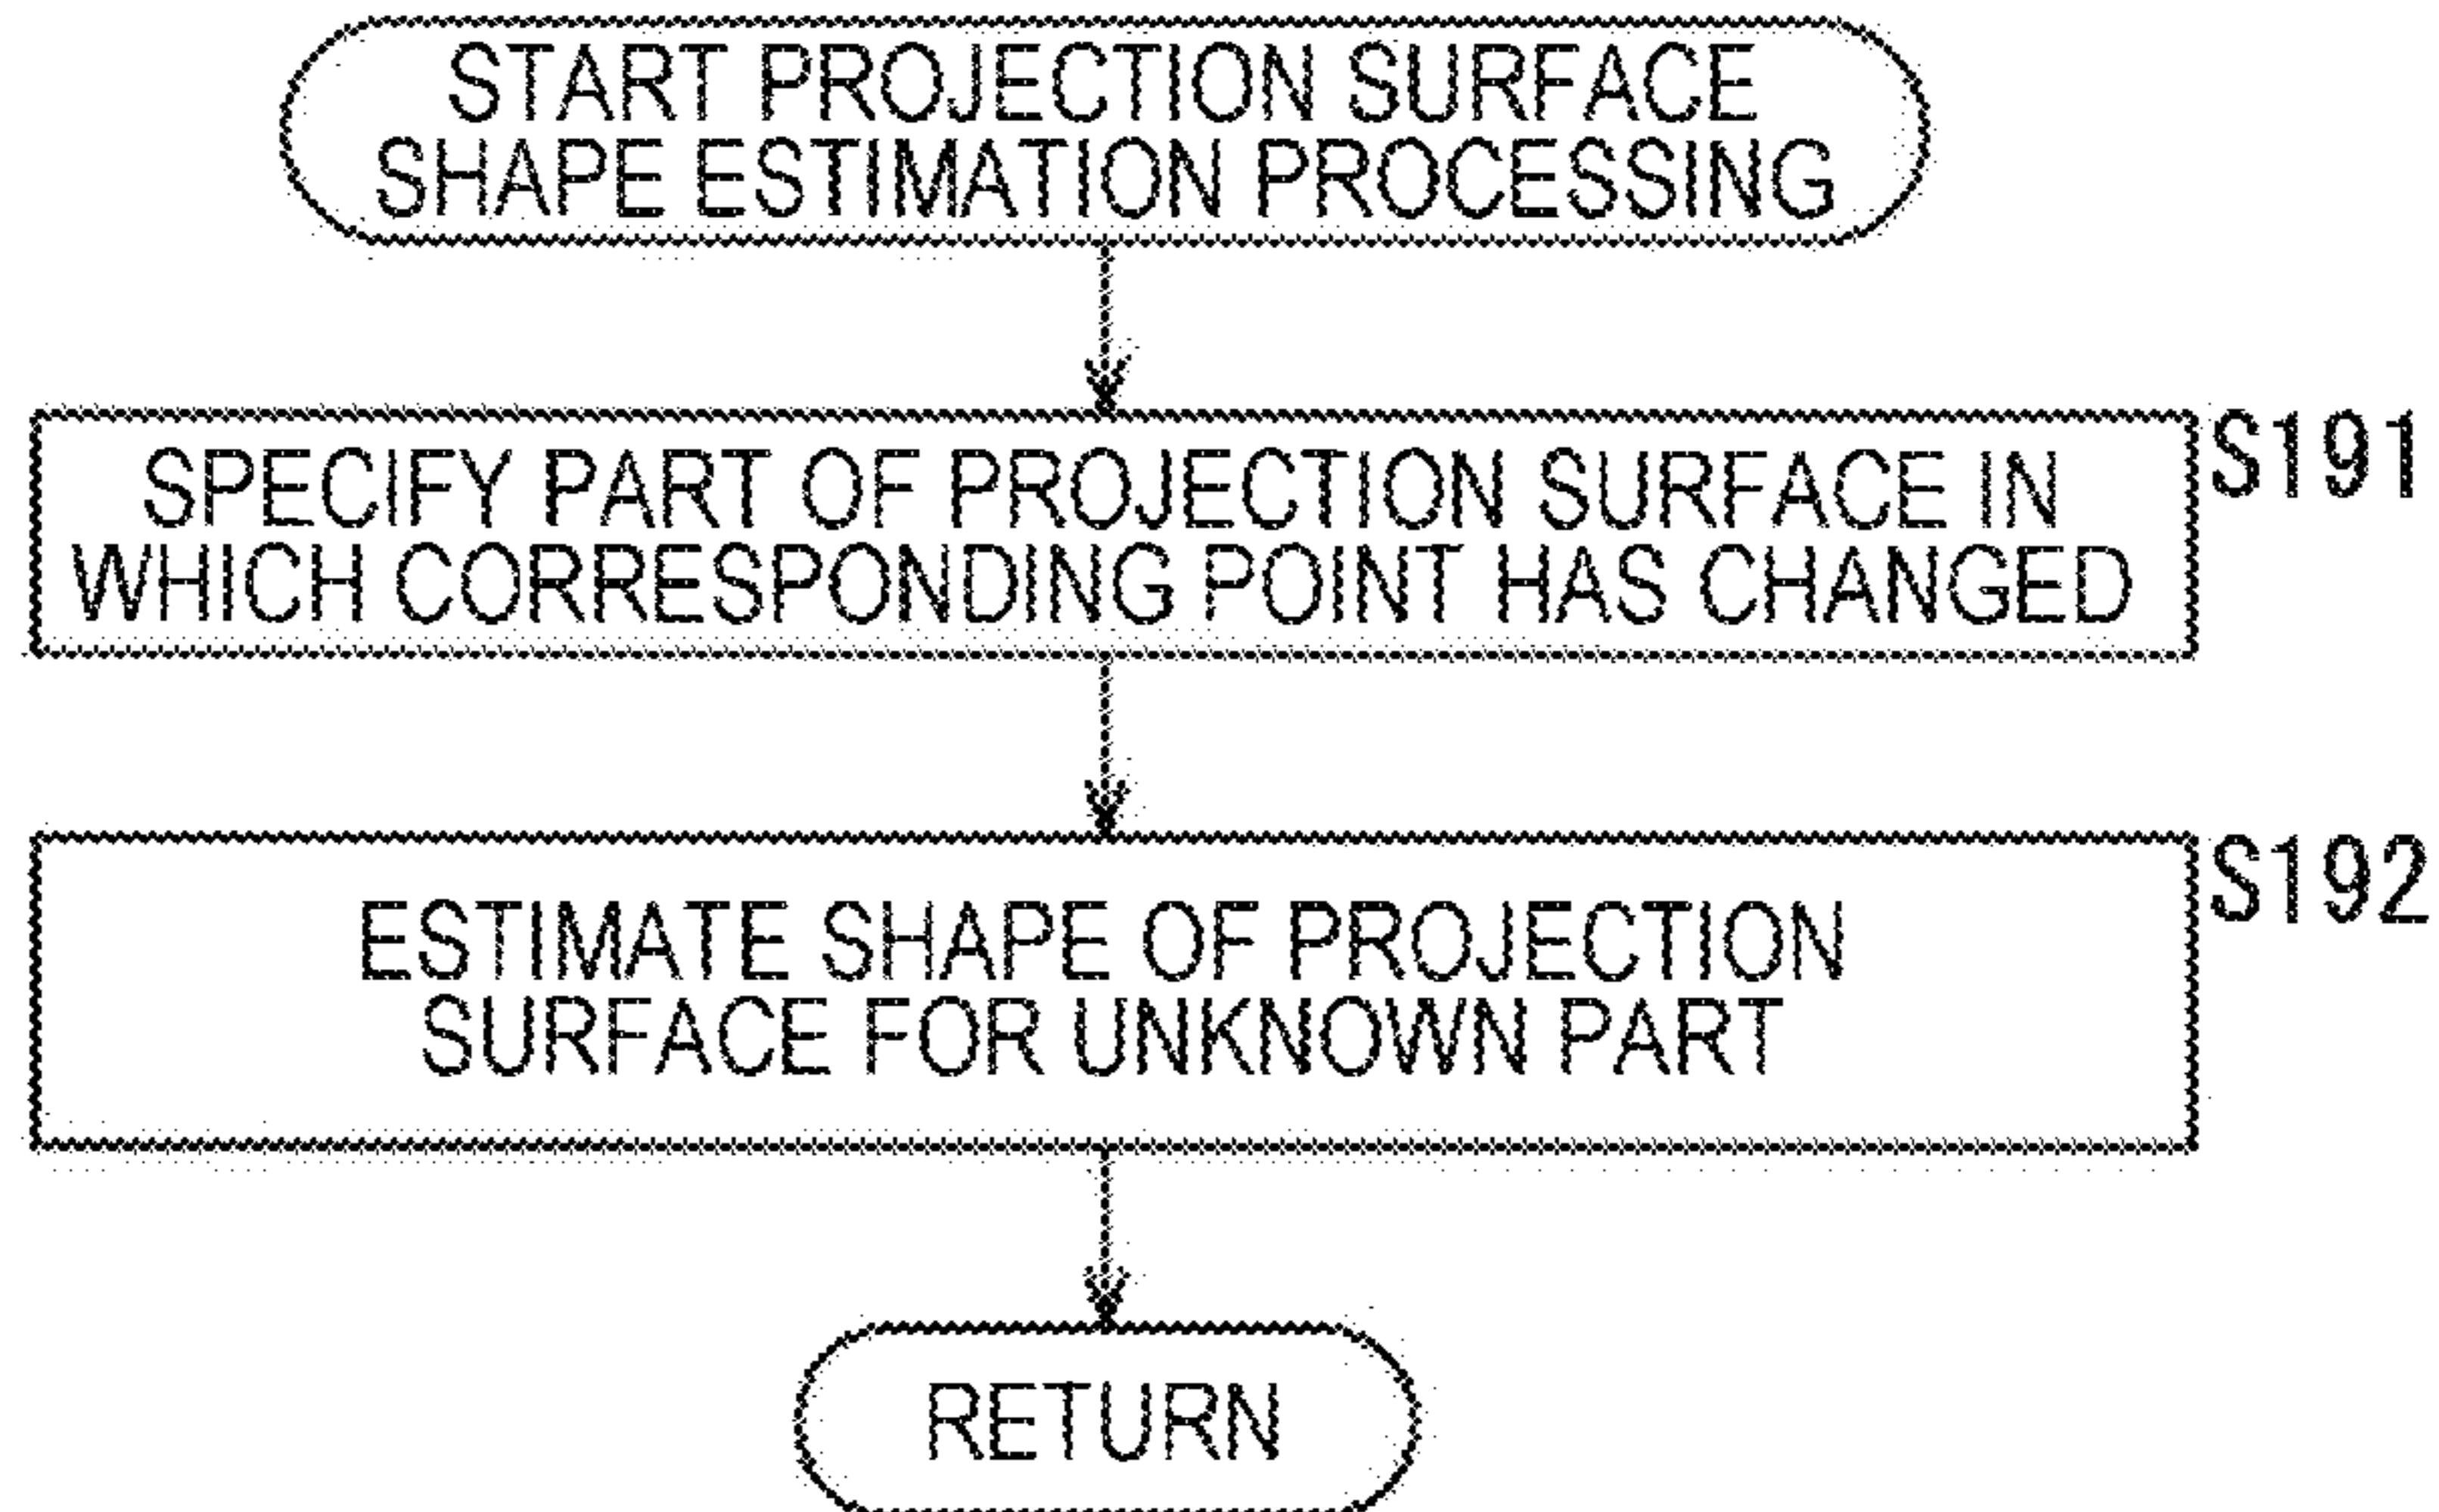 START PROJECTION SURFACE
SHAPE ESTIMATION PROCESSING
SPECIFY PART OF PROJECTION SURFACE IN
WHICH CORRESPONDING POINT HAS CHANGED
S191
ESTIMATE SHAPE OF PROJECTION
SURFACE FOR UNKNOWN PART
S192
RETURN